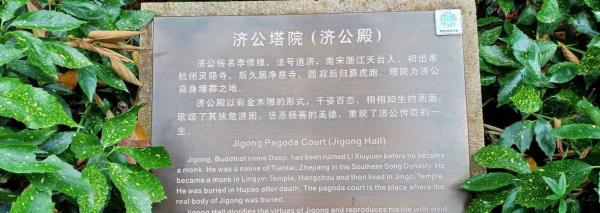 济公塔院（济公殿）
济公俗名李修缘，法号道济，南宋浙江天台人，初出家
杭州灵隐寺，后久居净慈寺，圆寂后归葬虎跑，塔院为济公
真身埋葬之地。
济公殿以彩金木雕的形式，千姿百态、栩栩如生的画面，
歌颂了其扶危济困、惩恶扬善的美德，重现了济公传奇的一
生。
Jigong Pagoda Court (Jigong Hall)
Jigong, Buddhist name Daoji, had been named Li Xiuyuan before he became
a monk. He was a native of Tiantai, Zhejiang in the Southern Song Dynasty. He
became a monk in Lingyin Temple, Hangzhou and then lived in Jingci Temple.
He was buried in Hupao after death. The pagoda court is the place where the
real body of Jigong was buried.
Jigong Hall glorifies the virtues of Jigong and reproduces his life with vivid